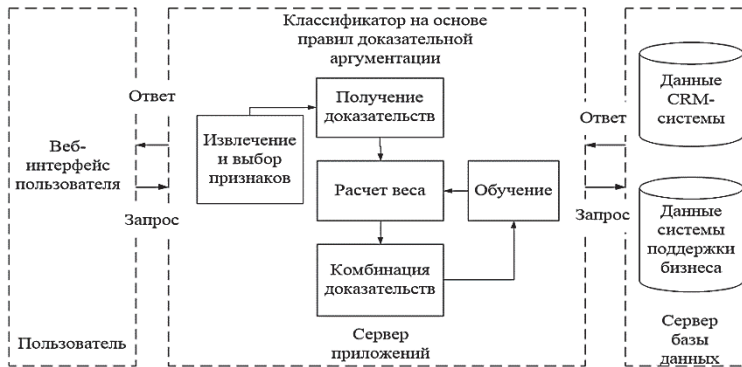 Веб-
интерфейс
пользователя
Пользователь
Ответ
Запрос
Классификатор на основе
правил доказательной
аргументации
Извлечение
и выбор
признаков
Получение
доказательств
Расчет веса
Обучение
Комбинация
доказательств
Сервер
приложений
Ответ
Запрос
Данные
CRM-
системы
Данные
системы
поддержки
бизнеса
Сервер
базы
данных